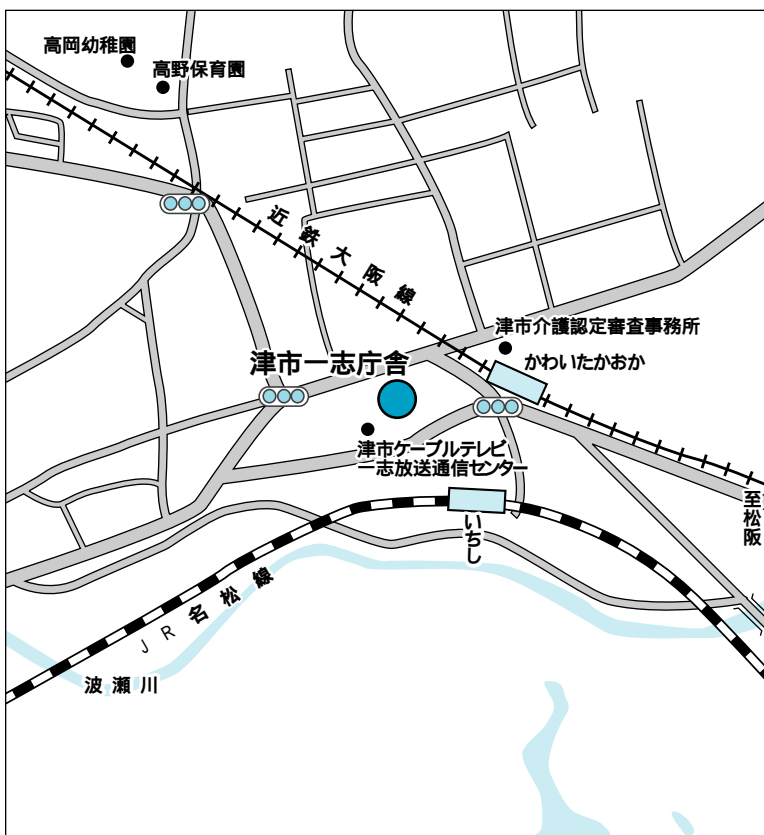 高岡幼稚園
高野保育園
近鉄大阪線
津市介護認定審査事務所
かわいたかおか
津市一志庁舎
津市ケーブルテレビ
一志放送通信センター
いちし
至松阪
JR名松線
波瀬川